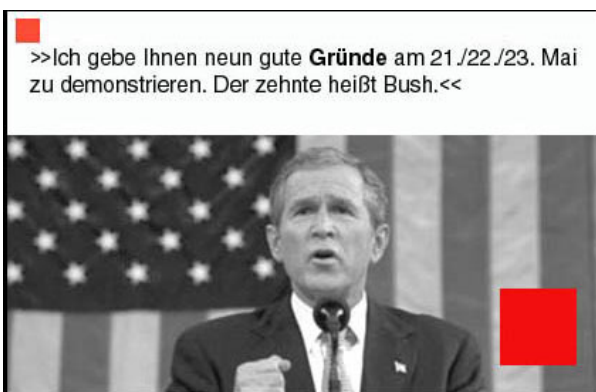 >>Ich gebe Ihnen neun gute Gründe am 21./22./23. Mai
zu demonstrieren. Der zehnte heißt Bush.<<